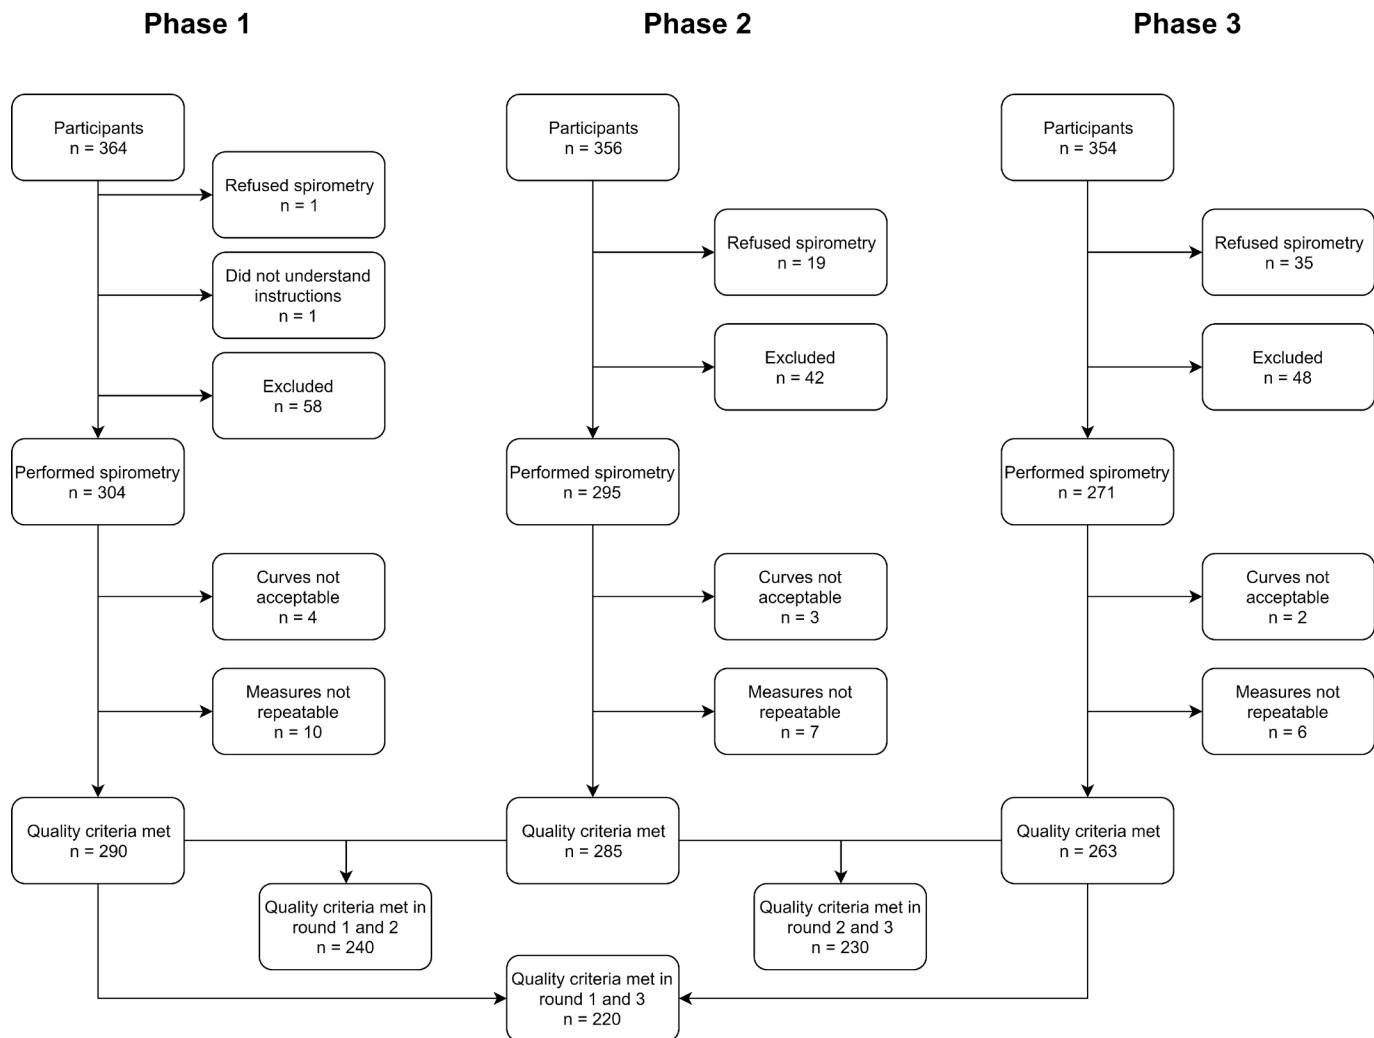 Phase 1
Phase 2
Phase 3
Participants
n = 364
Refused spirometry
n = 1
Did not understand
instructions
n = 1
Excluded
n = 58
Performed spirometry
n = 304
Curves not
acceptable
n = 4
Measures not
repeatable
n = 10
Quality criteria met
n = 290
Participants
n = 356
Refused spirometry
n = 19
Excluded
n = 42
Performed spirometry
n = 295
Curves not
acceptable
n = 3
Measures not
repeatable
n = 7
Quality criteria met
n = 285
Participants
n = 354
Refused spirometry
n = 35
Excluded
n = 48
Performed spirometry
n = 271
Curves not
acceptable
n = 2
Measures not
repeatable
n = 6
Quality criteria met
n = 263
Quality criteria met in
round 1 and 2
n = 240
Quality criteria met in
round 2 and 3
n = 230
Quality criteria met in
round 1 and 3
n = 220